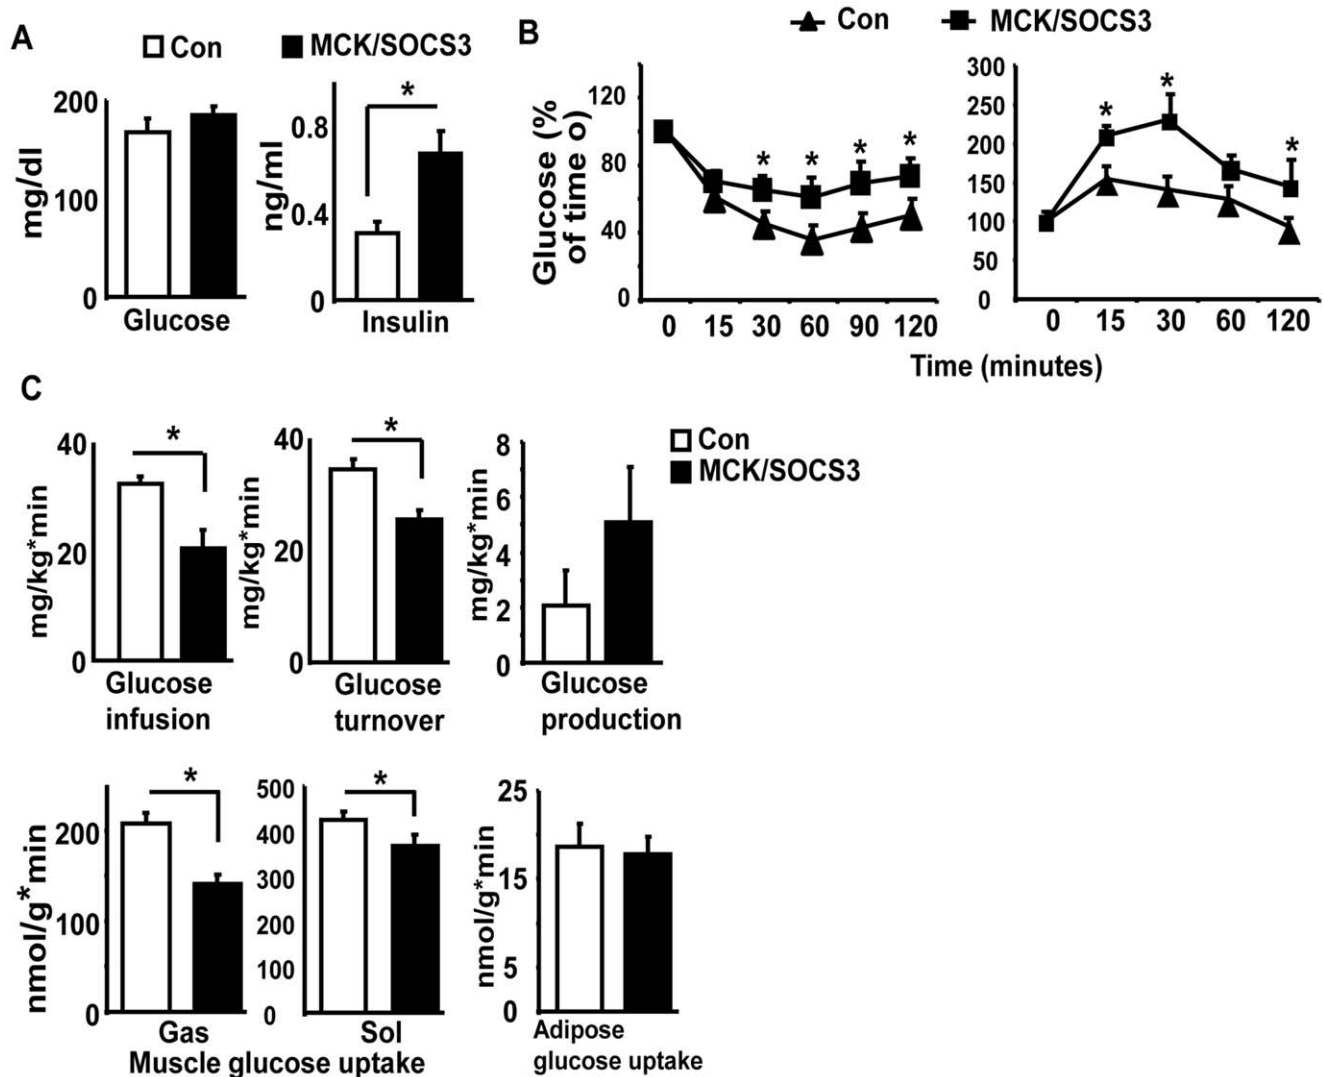 A
Con
MCK/SOCS3
mg/dl
200
100
0
Glucose
*
ng/ml
0.8
0.4
0
Insulin
B
Con
MCK/SOCS3
Glucose (%
of time o)
120
80
40
0
* * * *
0 15 30 60 90 120
300
250
200
150
100
50
0
* * *
0 15 30 60 120
Time (minutes)
C
Con
MCK/SOCS3
mg/kg*min
40
20
0
*
Glucose
infusion
mg/kg*min
40
20
0
*
Glucose
turnover
mg/kg*min
8
6
4
2
0
Glucose
production
nmol/g*min
200
100
0
*
Gas
500
400
300
200
100
0
*
Sol
Muscle glucose uptake
nmol/g*min
25
15
5
0
Adipose
glucose uptake